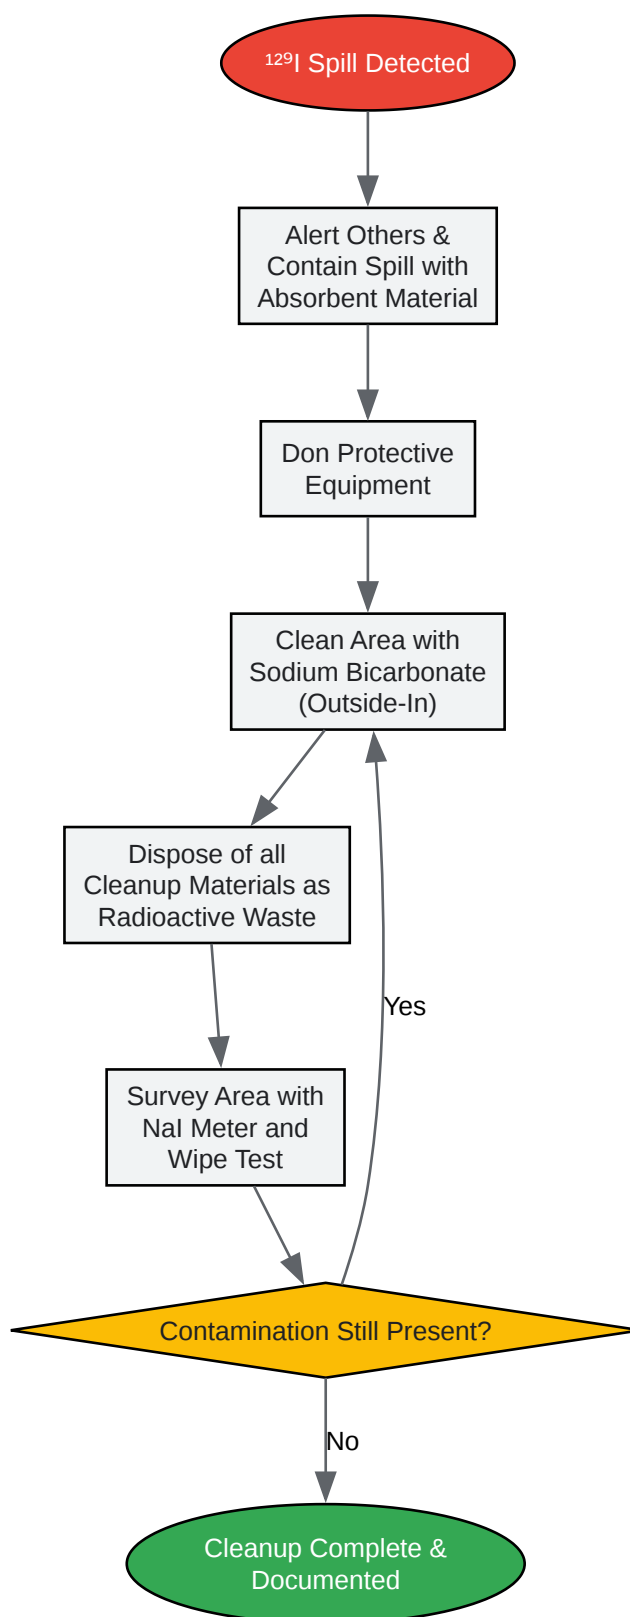 ¹²⁹I Spill Detected
Alert Others &
Contain Spill with
Absorbent Material
Don Protective
Equipment
Clean Area with
Sodium Bicarbonate
(Outside-In)
Dispose of all
Cleanup Materials as
Radioactive Waste
Yes
Survey Area with
NaI Meter and
Wipe Test
Contamination Still Present?
No
Cleanup Complete &
Documented